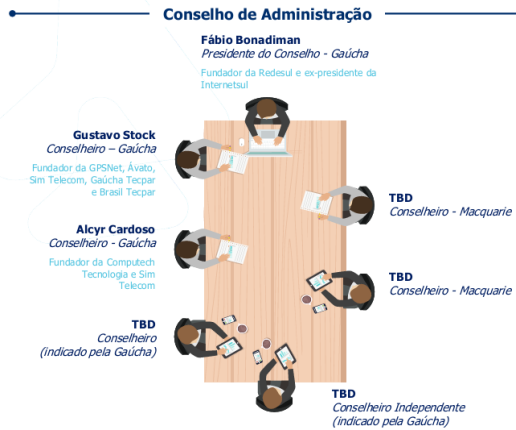 Conselho de Administração
Fábio Bonadiman
Presidente do Conselho - Gaúcha
Fundador da Redesul e ex-presidente da
Internetsul
Gustavo Stock
Conselheiro – Gaúcha
Fundador da GPSNet, Ávato,
Sim Telecom, Gaúcha Tecpar
e Brasil Tecpar
TBD
Conselheiro - Macquarie
Alcyr Cardoso
Conselheiro - Gaúcha
Fundador da Computech
Tecnologia e Sim
Telecom
TBD
Conselheiro - Macquarie
TBD
Conselheiro
(indicado pela Gaúcha)
TBD
Conselheiro Independente
(indicado pela Gaúcha)